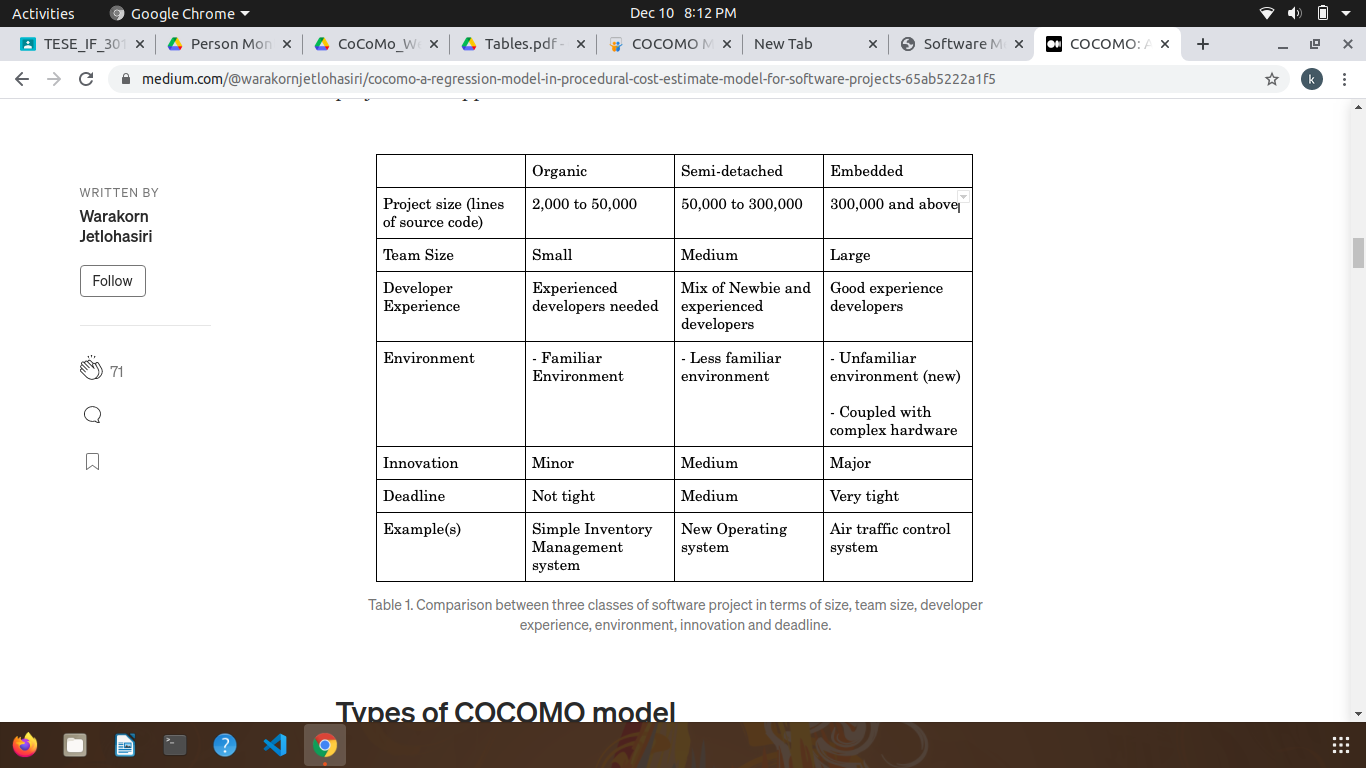 Activities Google Chrome Dec 10 8:12 PM
TESE_IF_301 Person Mon CoCoMo_We Tables.pdf - COCOMO M New Tab Software M COCOMO: A
medium.com/@warakornjetlohasiri/cocomo-a-regression-model-in-procedural-cost-estimate-model-for-software-projects-65ab5222a1f5 k
WRITTEN BY
Warakorn
Jetlohasiri
Follow
71
Organic Semi-detached Embedded
Project size (lines 2,000 to 50,000 50,000 to 300,000 300,000 and above
of source code)
Team Size Small Medium Large
Developer Experienced Mix of Newbie and Good experience
Experience developers needed experienced developers
developers
Environment - Familiar - Less familiar - Unfamiliar
Environment environment environment (new)
- Coupled with
complex hardware
Innovation Minor Medium Major
Deadline Not tight Medium Very tight
Example(s) Simple Inventory New Operating Air traffic control
Management system system
system
Table 1. Comparison between three classes of software project in terms of size, team size, developer
experience, environment, innovation and deadline.
Types of COCOMO model